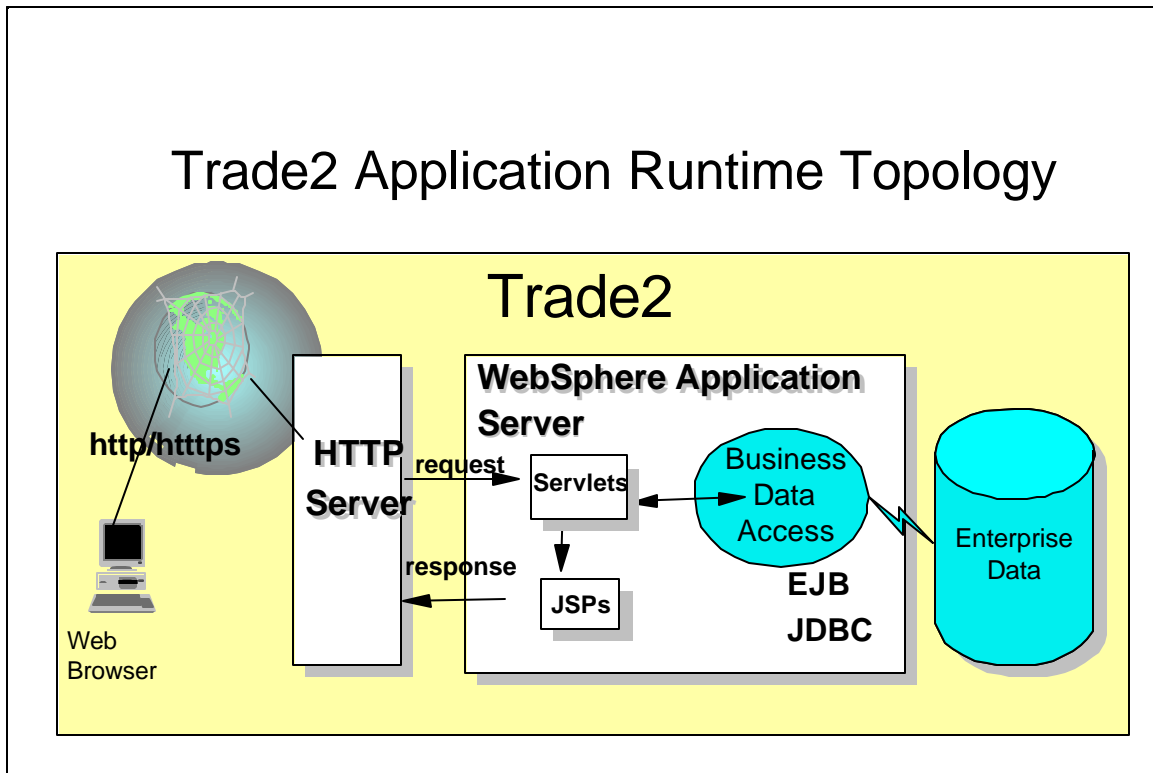 Trade2 Application Runtime Topology
Trade2
WebSphere Application
Server
http/htttps
HTTP
Server
request
Servlets
Business
Data
Access
Enterprise
Data
response
JSPs
EJB
JDBC
Web
Browser